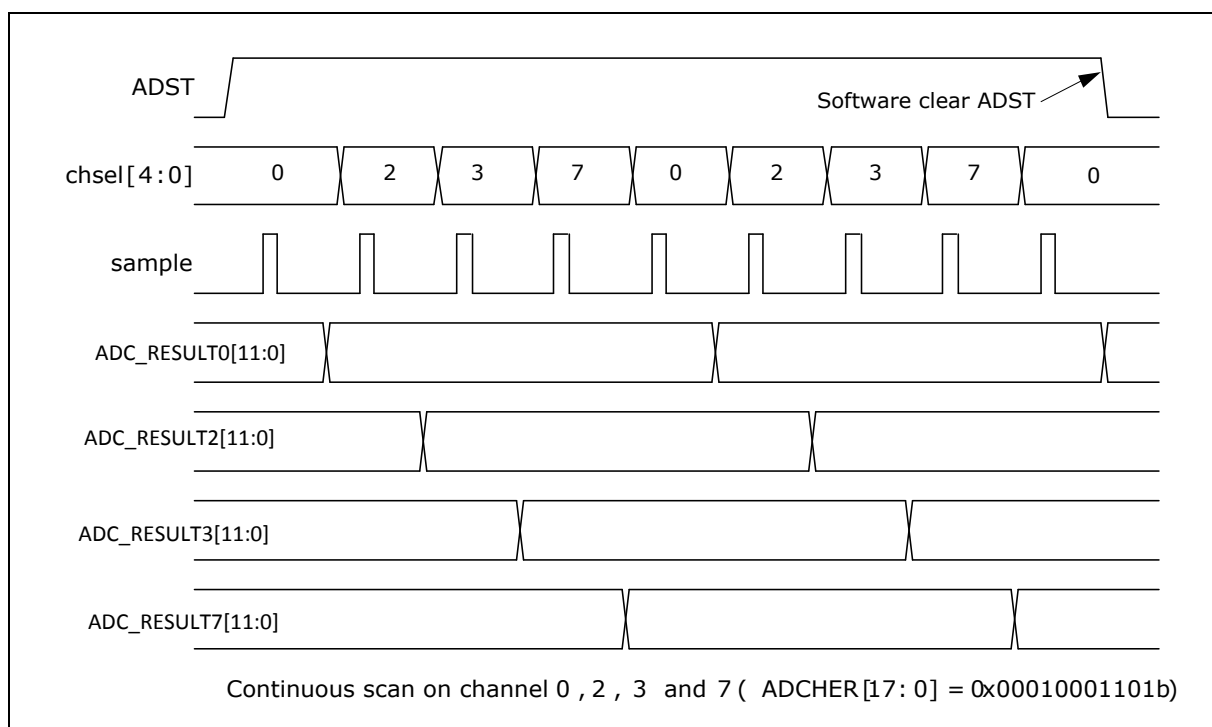 ADST
Software clear ADST
chsel[4:0]
0 2 3 7 0 2 3 7 0
sample
ADC_RESULT0[11:0]
ADC_RESULT2[11:0]
ADC_RESULT3[11:0]
ADC_RESULT7[11:0]
Continuous scan on channel 0 , 2 , 3 and 7 ( ADCHER[17: 0] = 0x00010001101b)